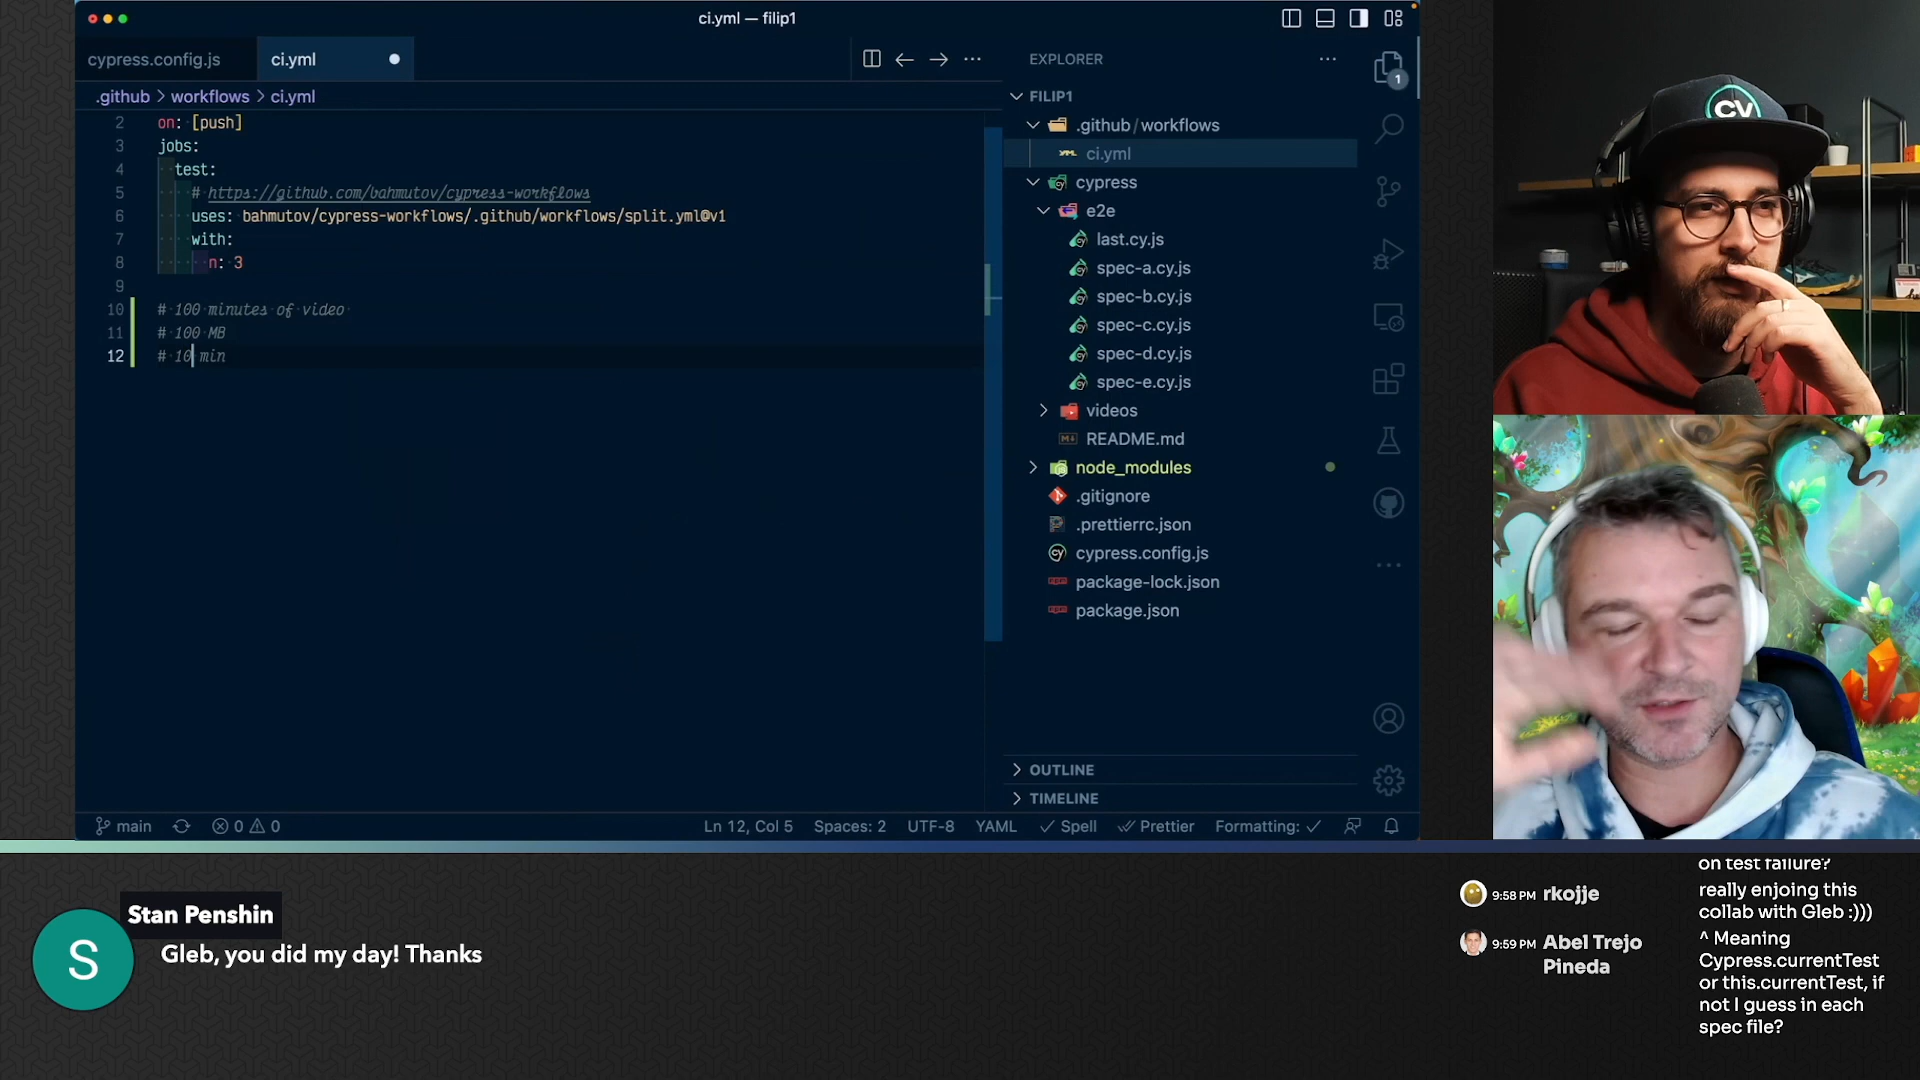 ci.yml — filip1
cypress.config.js
ci.yml
.github > workflows > ci.yml
2 on: [push]
3 jobs:
4 test:
5 # https://github.com/bahmutov/cypress-workflows
6 uses: bahmutov/cypress-workflows/.github/workflows/split.yml@v1
7 with:
8 n: 3
9
10 # 100 minutes of video
11 # 100 MB
12 # 10 min
EXPLORER
FILIP1
.github/workflows
ci.yml
cypress
e2e
last.cy.js
spec-a.cy.js
spec-b.cy.js
spec-c.cy.js
spec-d.cy.js
spec-e.cy.js
videos
README.md
node_modules
.gitignore
.prettierrc.json
cypress.config.js
package-lock.json
package.json
OUTLINE
TIMELINE
1
main 0 0 Ln 12, Col 5 Spaces: 2 UTF-8 YAML Spell Prettier Formatting:
CV
Stan Penshin
S
Gleb, you did my day! Thanks
on test failure?
9:58 PM rkojje
really enjoing this
collab with Gleb :)))
9:59 PM Abel Trejo
Pineda
^ Meaning
Cypress.currentTest
or this.currentTest, if
not I guess in each
spec file?